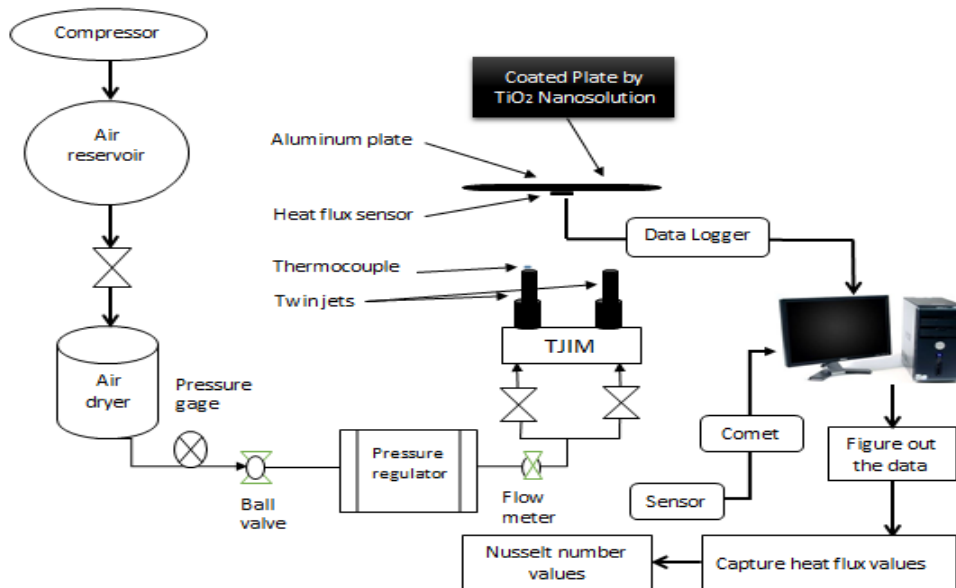 Compressor
Coated Plate by
TiO₂ Nanosolution
Air
reservoir
Aluminum plate
Heat flux sensor
Data Logger
Thermocouple
Twin jets
TJIM
Air
dryer
Pressure
gage
Pressure
regulator
Ball
valve
Flow
meter
Comet
Sensor
Figure out
the data
Capture heat flux values
Nusselt number
values